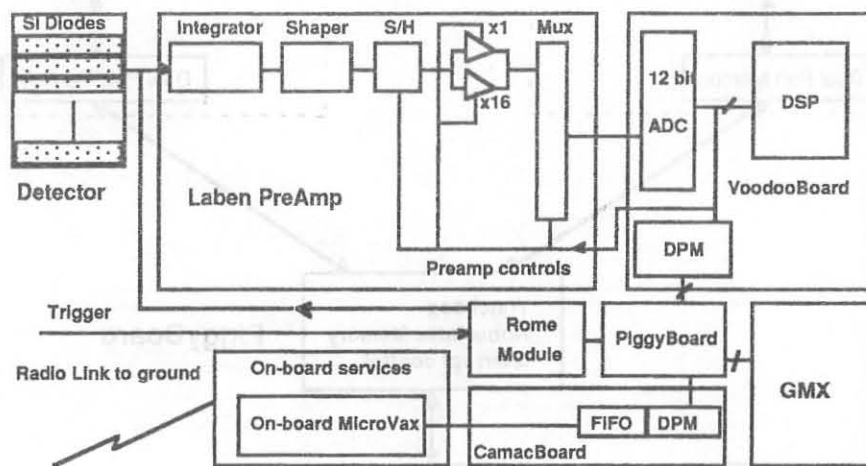 SI Diodes
Detector
Integrator
Shaper
S/H
x1
x16
Mux
Laben PreAmp
Preamp controls
12 bit
ADC
DSP
VoodooBoard
DPM
Trigger
Rome
Module
PiggyBoard
GMX
Radio Link to ground
On-board services
On-board MicroVax
FIFO
DPM
CamacBoard
PiggyBoard